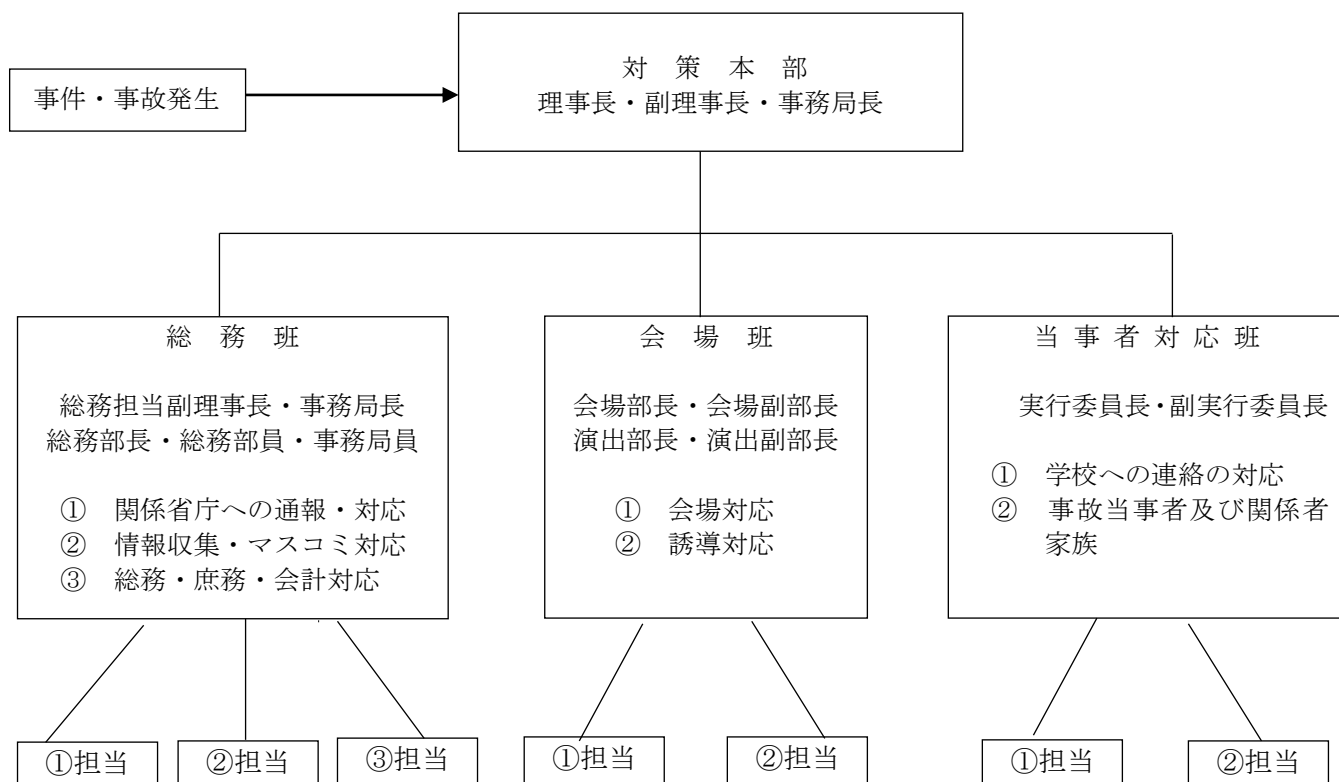 対　策　本　部
理事長・副理事長・事務局長
事件・事故発生
総　務　班
総務担当副理事長・事務局長
総務部長・総務部員・事務局員
①　関係省庁への通報・対応
②　情報収集・マスコミ対応
③　総務・庶務・会計対応
会　場　班
会場部長・会場副部長
演出部長・演出副部長
①　会場対応
②　誘導対応
当 事 者 対 応 班
実行委員長・副実行委員長
①　学校への連絡の対応
②　事故当事者及び関係者
家族
①担当
②担当
③担当
①担当
②担当
①担当
②担当